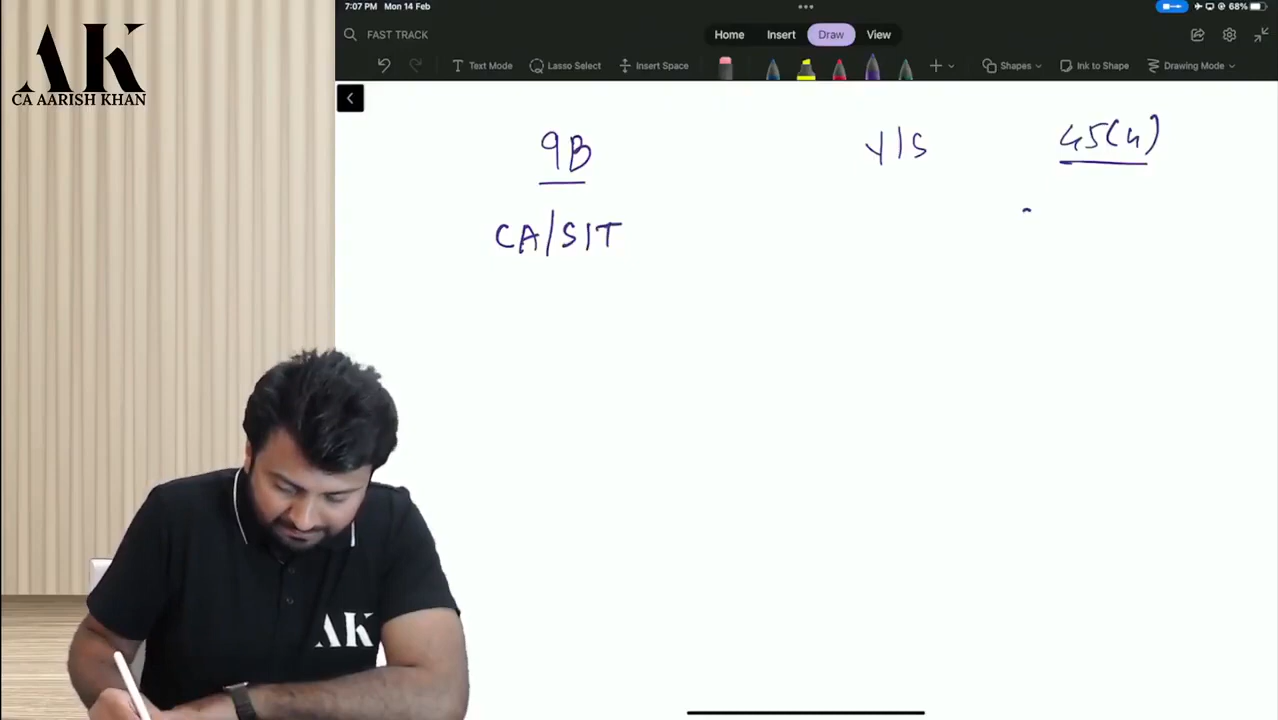 7:07 PM Mon 14 Feb
68%
FAST TRACK
Home Insert Draw View
Text Mode Lasso Select Insert Space Shapes Ink to Shape Drawing Mode
AK
CA AARISH KHAN
9B V/S 45(4)
CA/SIT
AK